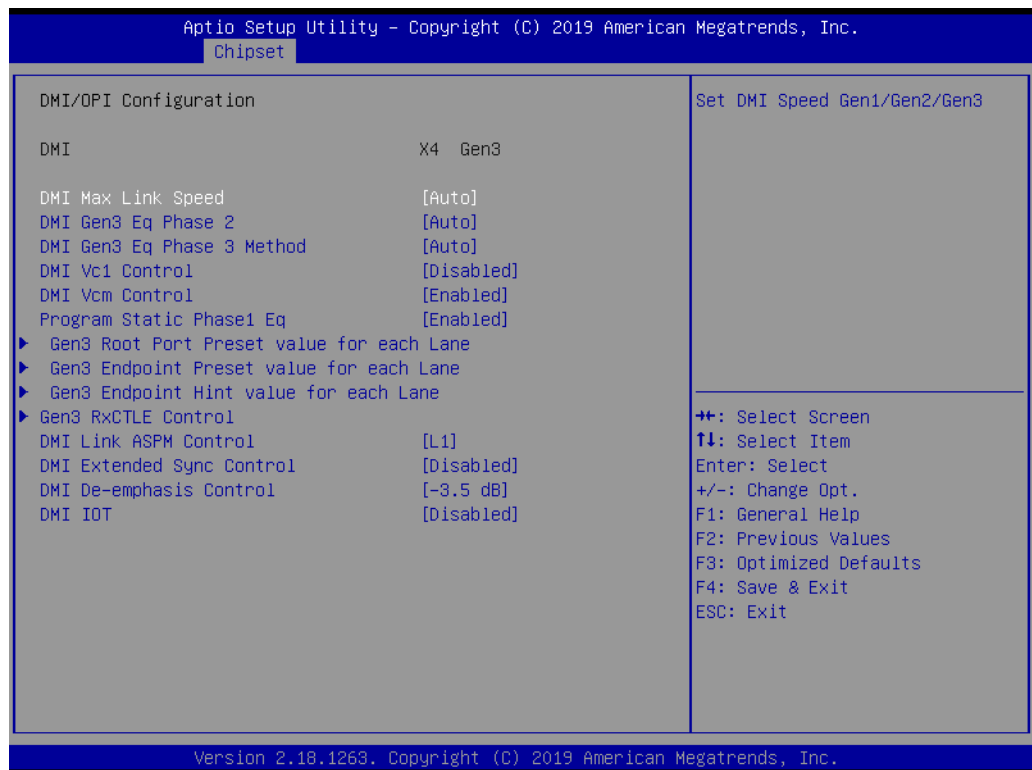 Aptio Setup Utility – Copyright (C) 2019 American Megatrends, Inc.
Chipset
DMI/OPI Configuration
DMI X4 Gen3
DMI Max Link Speed [Auto]
DMI Gen3 Eq Phase 2 [Auto]
DMI Gen3 Eq Phase 3 Method [Auto]
DMI Vc1 Control [Disabled]
DMI Vcm Control [Enabled]
Program Static Phase1 Eq [Enabled]
▶ Gen3 Root Port Preset value for each Lane
▶ Gen3 Endpoint Preset value for each Lane
▶ Gen3 Endpoint Hint value for each Lane
▶ Gen3 RxCTLE Control
DMI Link ASPM Control [L1]
DMI Extended Sync Control [Disabled]
DMI De-emphasis Control [-3.5 dB]
DMI IOT [Disabled]
Set DMI Speed Gen1/Gen2/Gen3
→←: Select Screen
↑↓: Select Item
Enter: Select
+/-: Change Opt.
F1: General Help
F2: Previous Values
F3: Optimized Defaults
F4: Save & Exit
ESC: Exit
Version 2.18.1263. Copyright (C) 2019 American Megatrends, Inc.